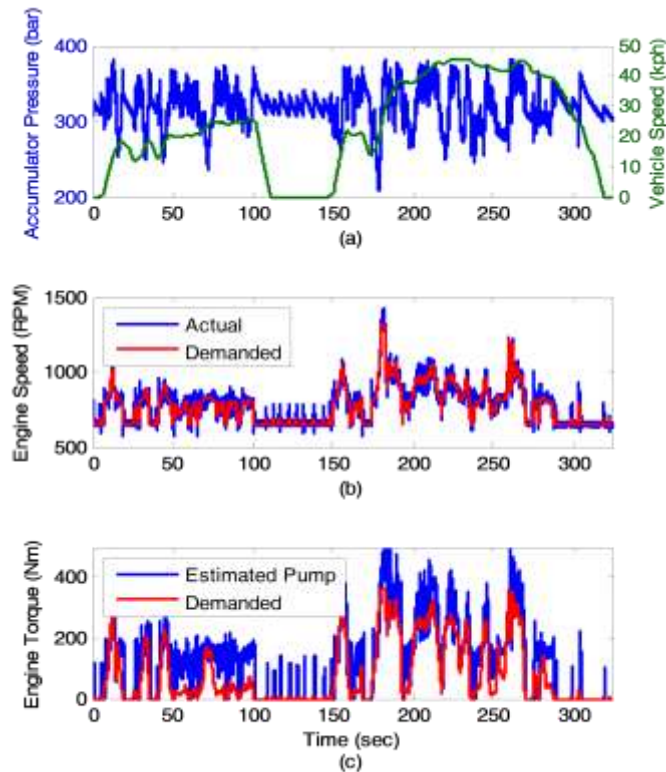 400
300
200
Accumulator Pressure (bar)
50
40
30
20
10
0
Vehicle Speed (kph)
0 50 100 150 200 250 300
(a)
1500
1000
500
Engine Speed (RPM)
Actual
Demanded
0 50 100 150 200 250 300
(b)
400
200
0
Engine Torque (Nm)
Estimated Pump
Demanded
0 50 100 150 200 250 300
Time (sec)
(c)